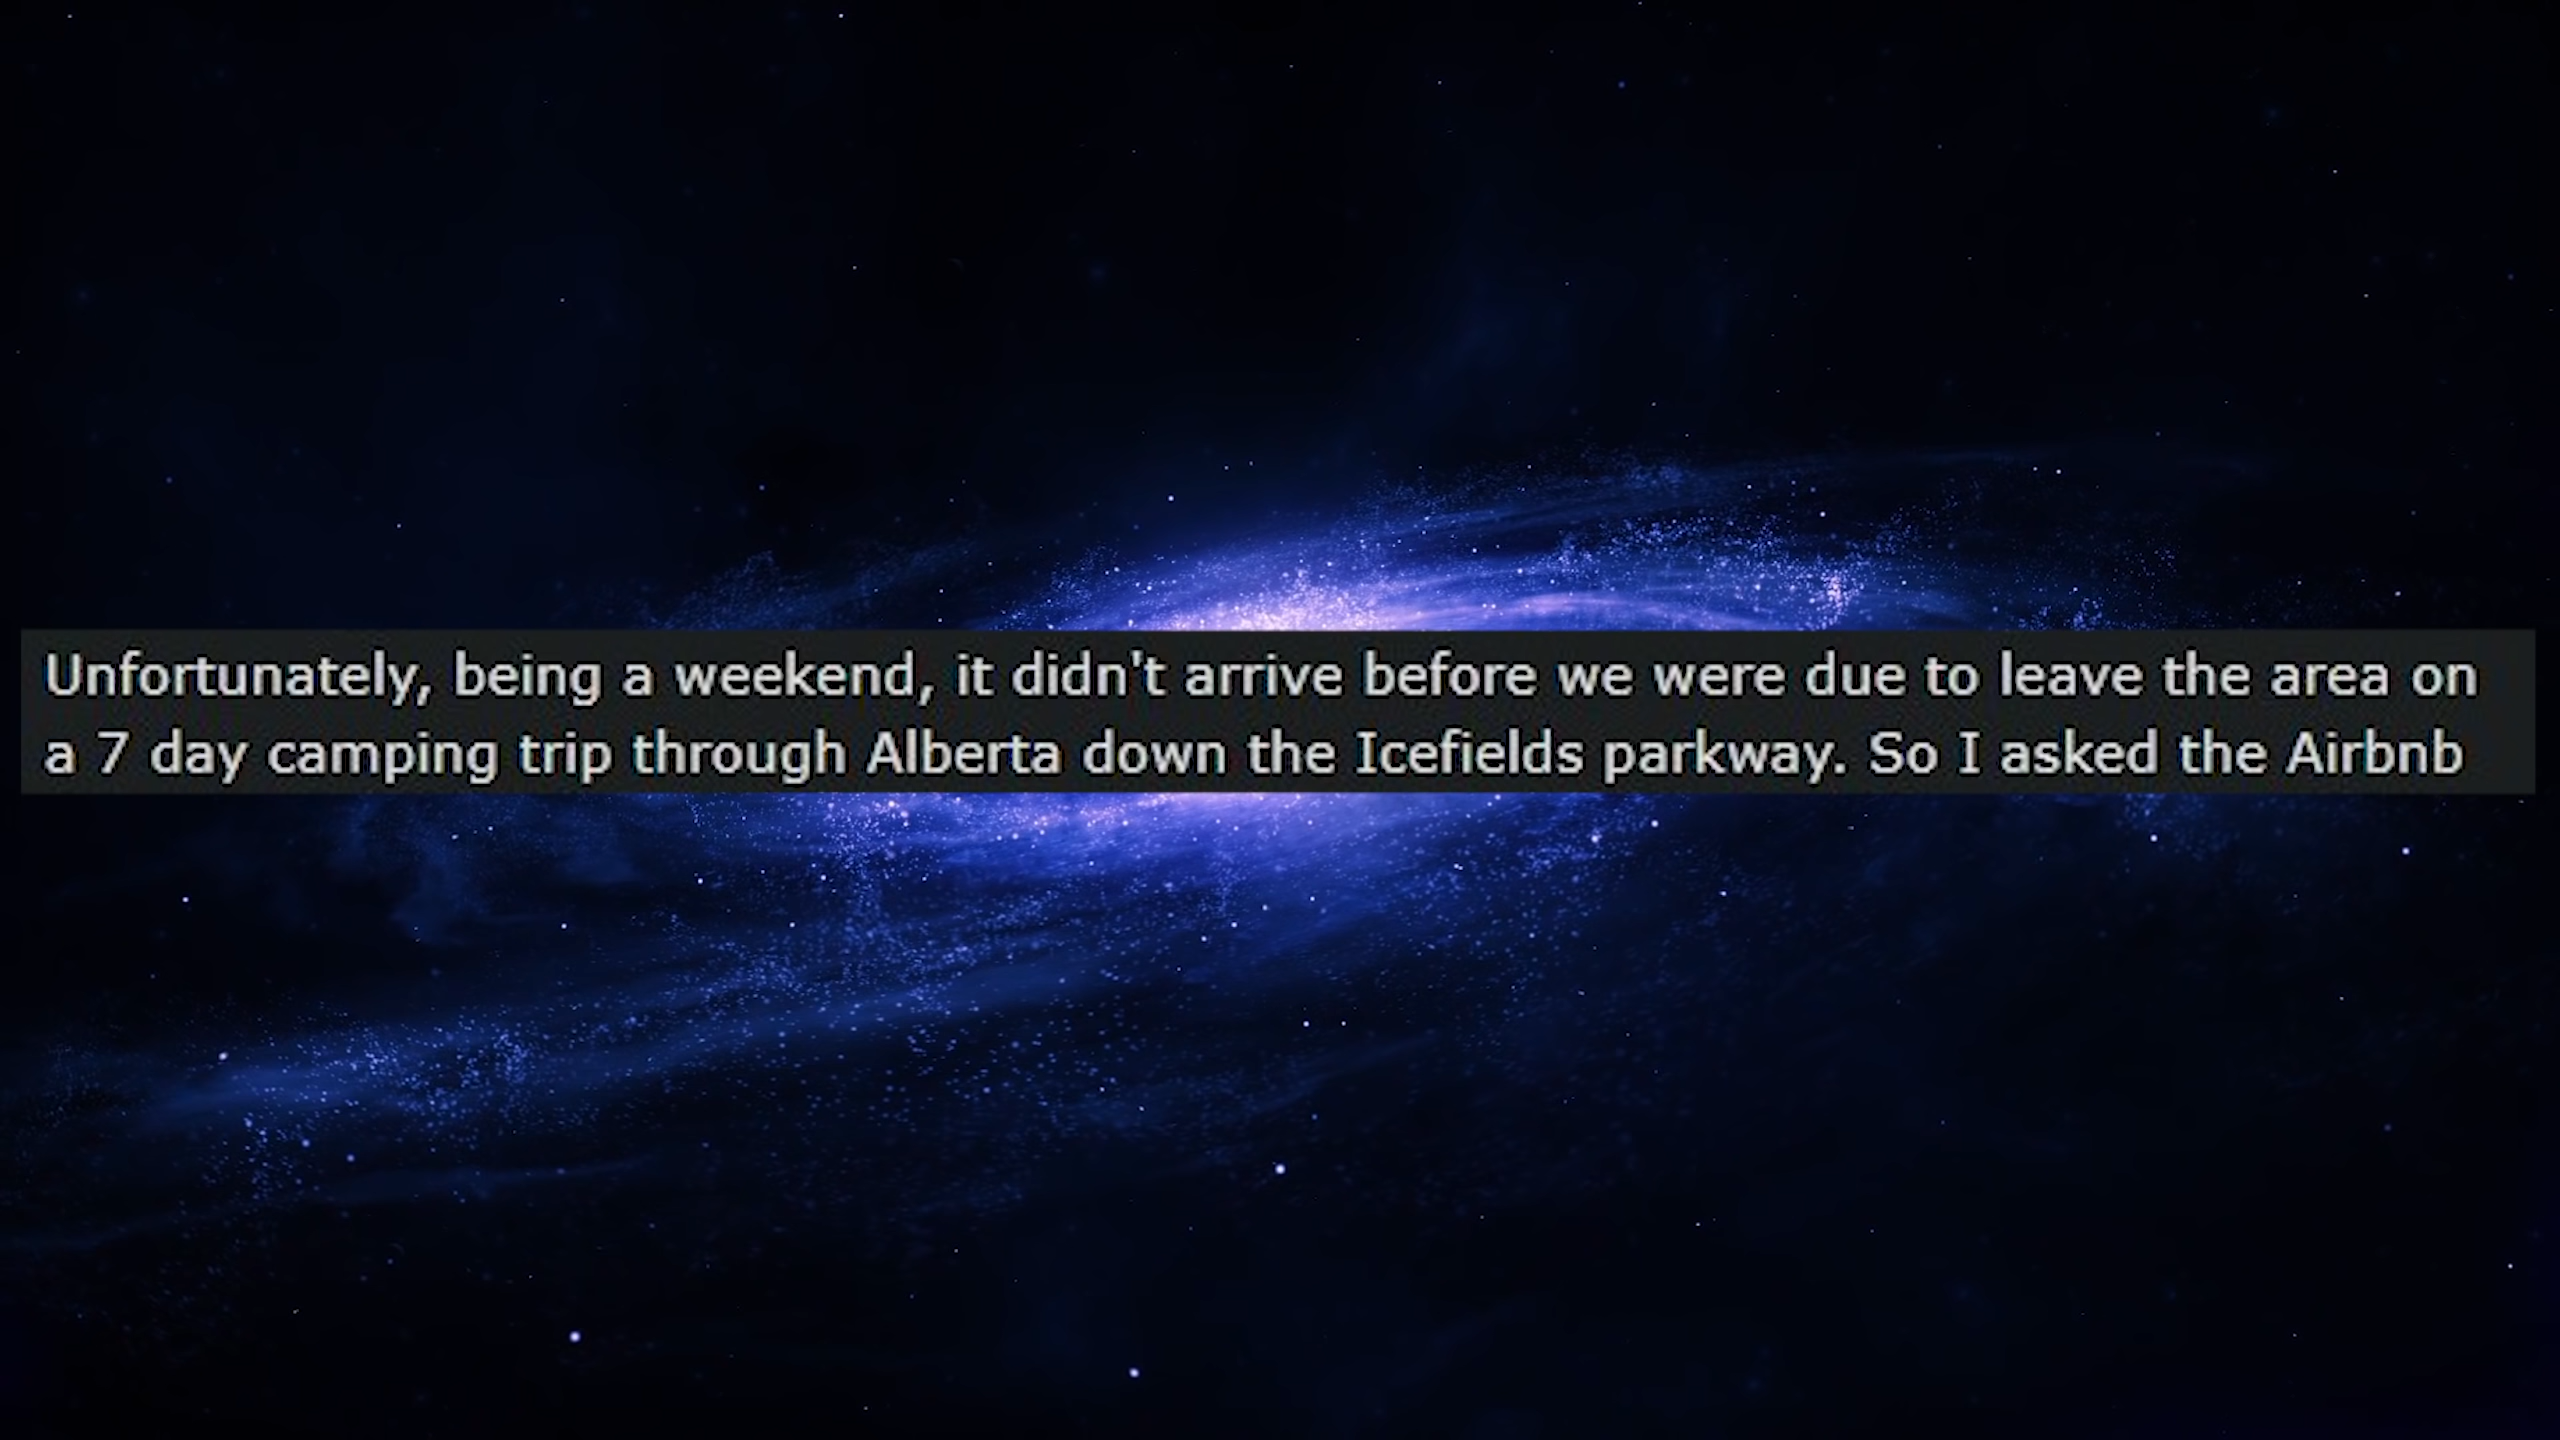 Unfortunately, being a weekend, it didn't arrive before we were due to leave the area on
a 7 day camping trip through Alberta down the Icefields parkway. So I asked the Airbnb